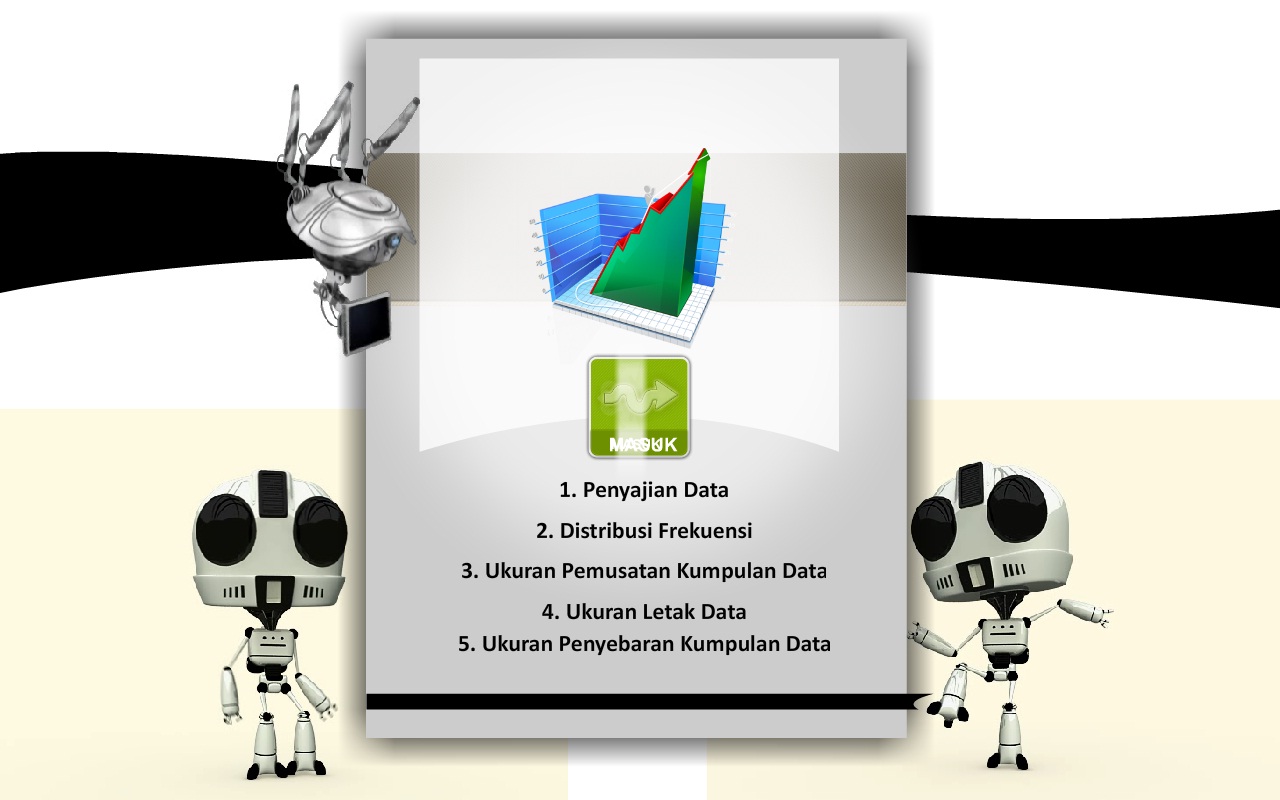 MASUK
1. Penyajian Data
2. Distribusi Frekuensi
3. Ukuran Pemusatan Kumpulan Data
4. Ukuran Letak Data
5. Ukuran Penyebaran Kumpulan Data